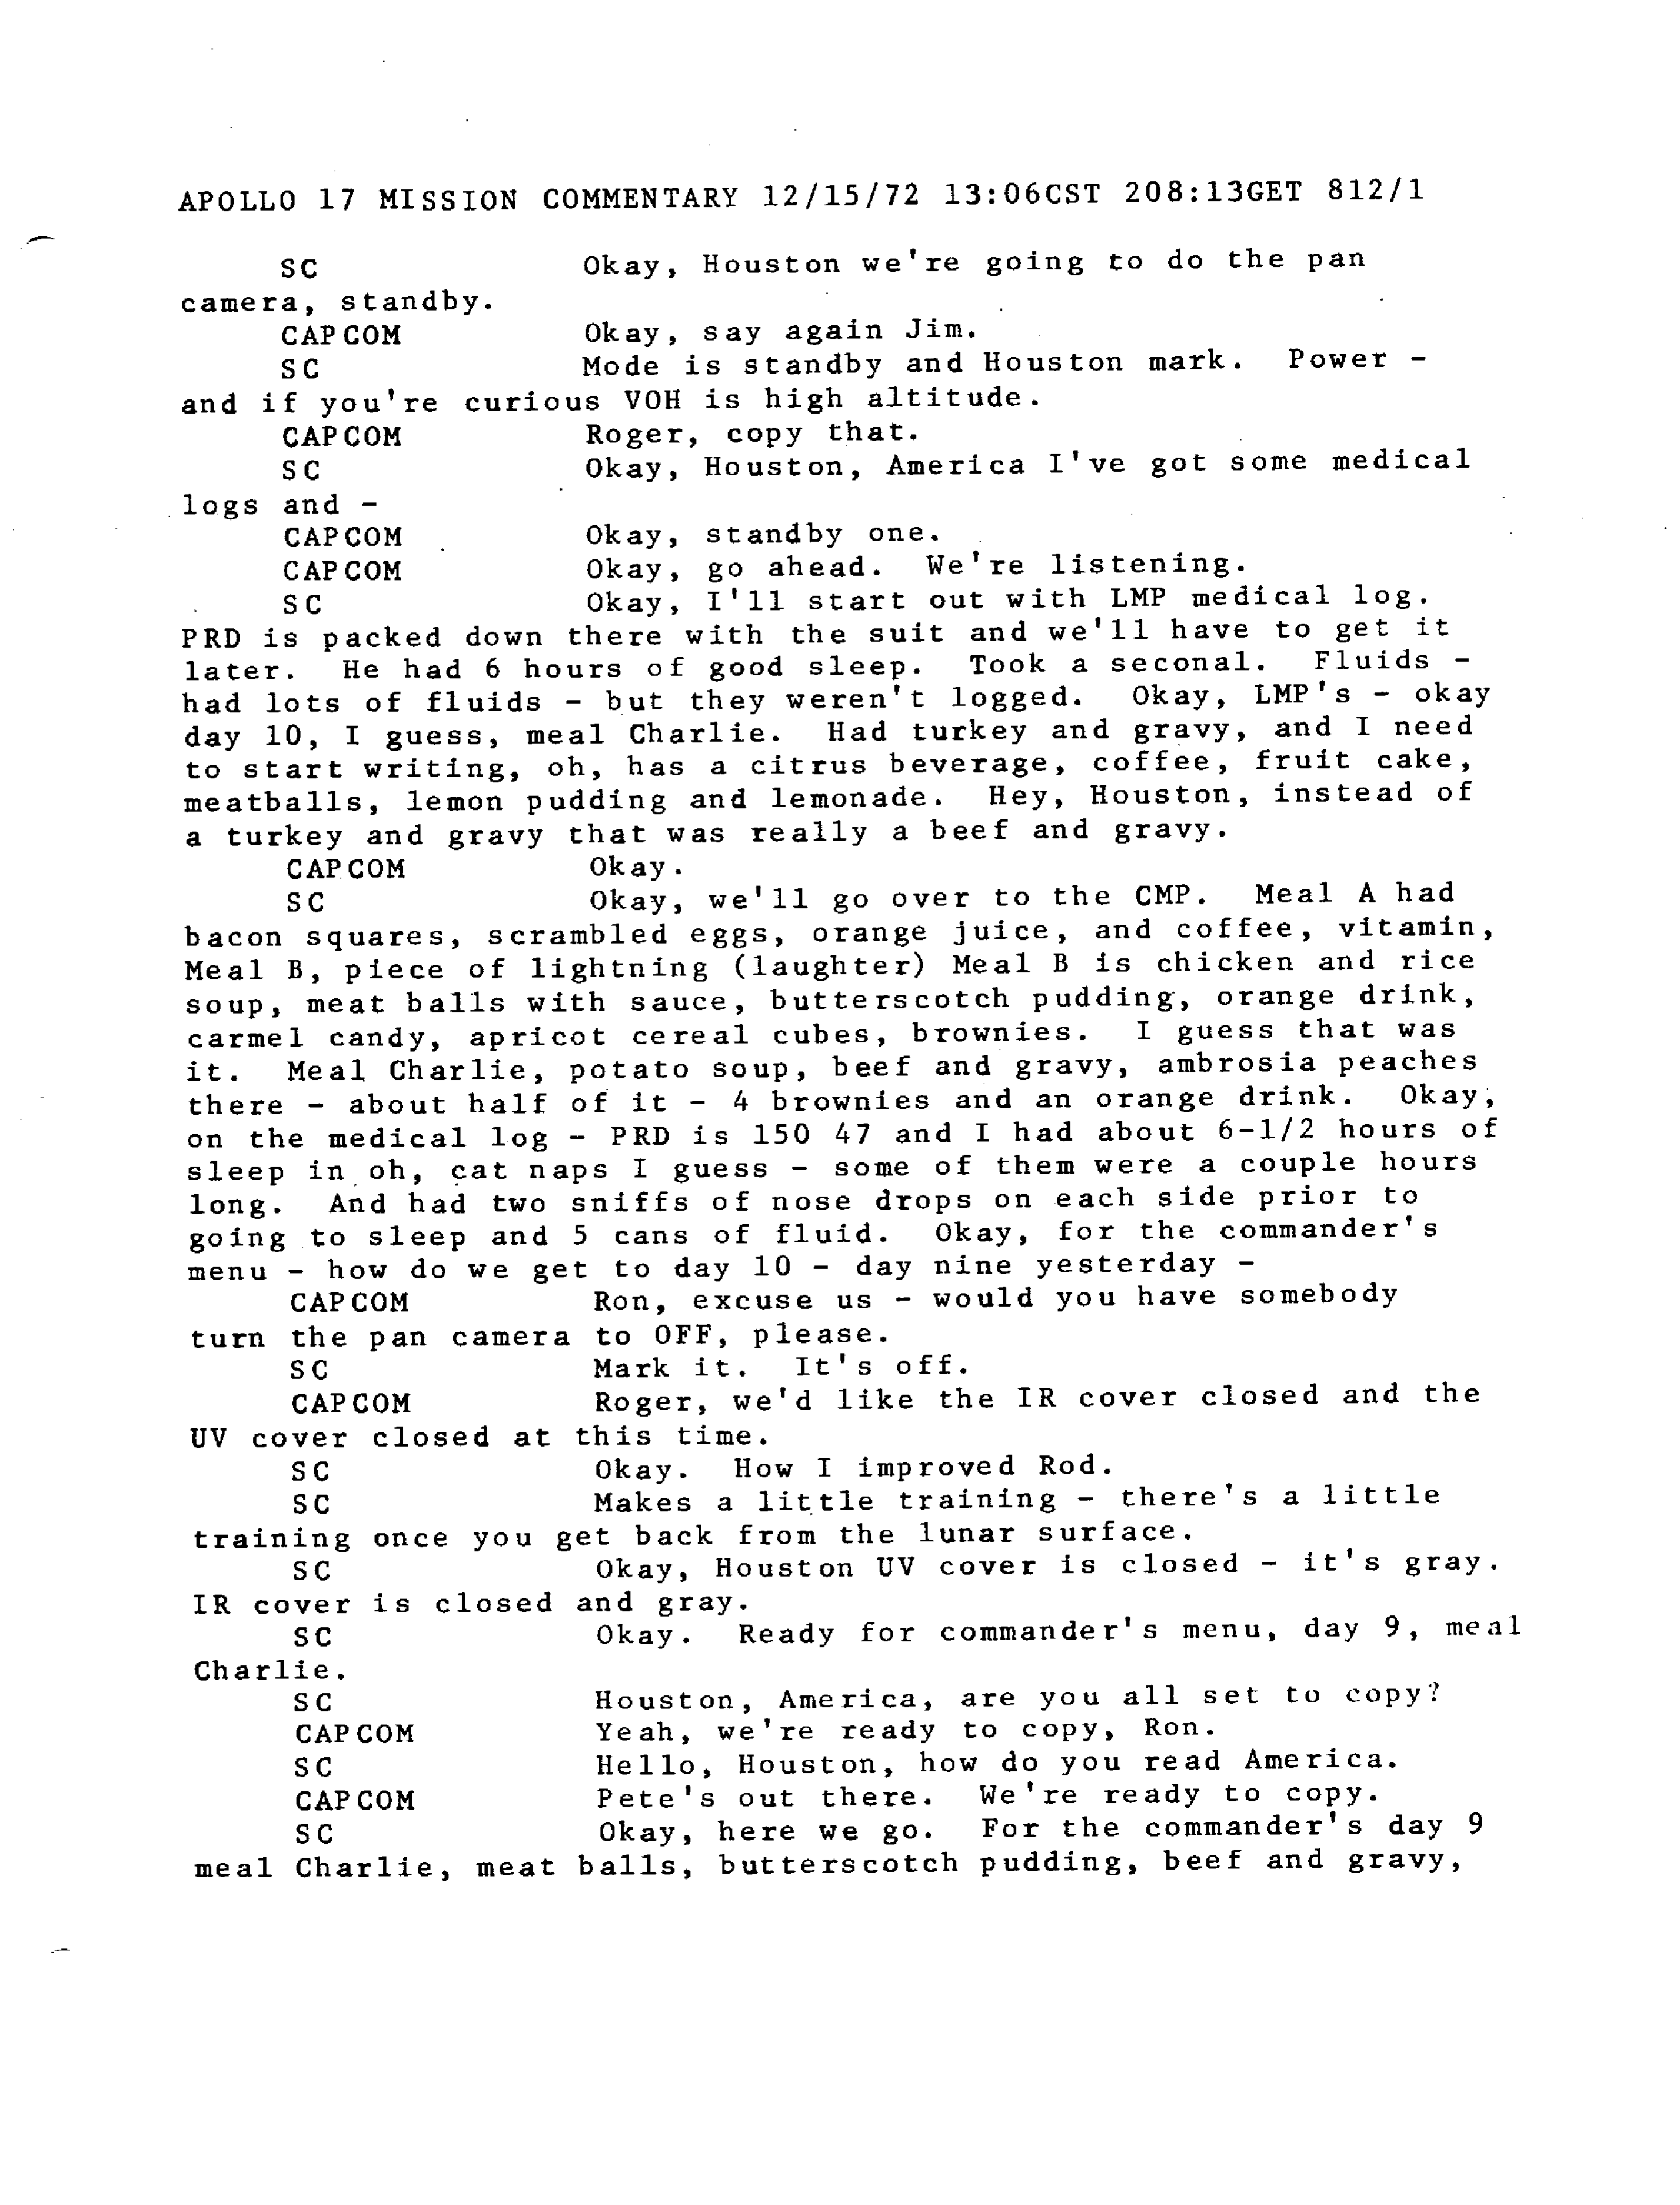 APOLLO 17 MISSION COMMENTARY 12/15/72 13:06CST 208:13GET 812/1
SC Okay, Houston we're going to do the pan
camera, standby.
CAPCOM Okay, say again Jim.
SC Mode is standby and Houston mark. Power -
and if you're curious VOH is high altitude.
CAPCOM Roger, copy that.
SC Okay, Houston, America I've got some medical
logs and -
CAPCOM Okay, standby one.
CAPCOM Okay, go ahead. We're listening.
SC Okay, I'll start out with LMP medical log.
PRD is packed down there with the suit and we'll have to get it
later. He had 6 hours of good sleep. Took a seconal. Fluids -
had lots of fluids - but they weren't logged. Okay, LMP's - okay
day 10, I guess, meal Charlie. Had turkey and gravy, and I need
to start writing, oh, has a citrus beverage, coffee, fruit cake,
meatballs, lemon pudding and lemonade. Hey, Houston, instead of
a turkey and gravy that was really a beef and gravy.
CAPCOM Okay.
SC Okay, we'll go over to the CMP. Meal A had
bacon squares, scrambled eggs, orange juice, and coffee, vitamin,
Meal B, piece of lightning (laughter) Meal B is chicken and rice
soup, meat balls with sauce, butterscotch pudding, orange drink,
carmel candy, apricot cereal cubes, brownies. I guess that was
it. Meal Charlie, potato soup, beef and gravy, ambrosia peaches
there - about half of it - 4 brownies and an orange drink. Okay,
on the medical log - PRD is 150 47 and I had about 6-1/2 hours of
sleep in oh, cat naps I guess - some of them were a couple hours
long. And had two sniffs of nose drops on each side prior to
going to sleep and 5 cans of fluid. Okay, for the commander's
menu - how do we get to day 10 - day nine yesterday -
CAPCOM Ron, excuse us - would you have somebody
turn the pan camera to OFF, please.
SC Mark it. It's off.
CAPCOM Roger, we'd like the IR cover closed and the
UV cover closed at this time.
SC Okay. How I improved Rod.
SC Makes a little training - there's a little
training once you get back from the lunar surface.
SC Okay, Houston UV cover is closed - it's gray.
IR cover is closed and gray.
SC Okay. Ready for commander's menu, day 9, meal
Charlie.
SC Houston, America, are you all set to copy?
CAPCOM Yeah, we're ready to copy, Ron.
SC Hello, Houston, how do you read America.
CAPCOM Pete's out there. We're ready to copy.
SC Okay, here we go. For the commander's day 9
meal Charlie, meat balls, butterscotch pudding, beef and gravy,